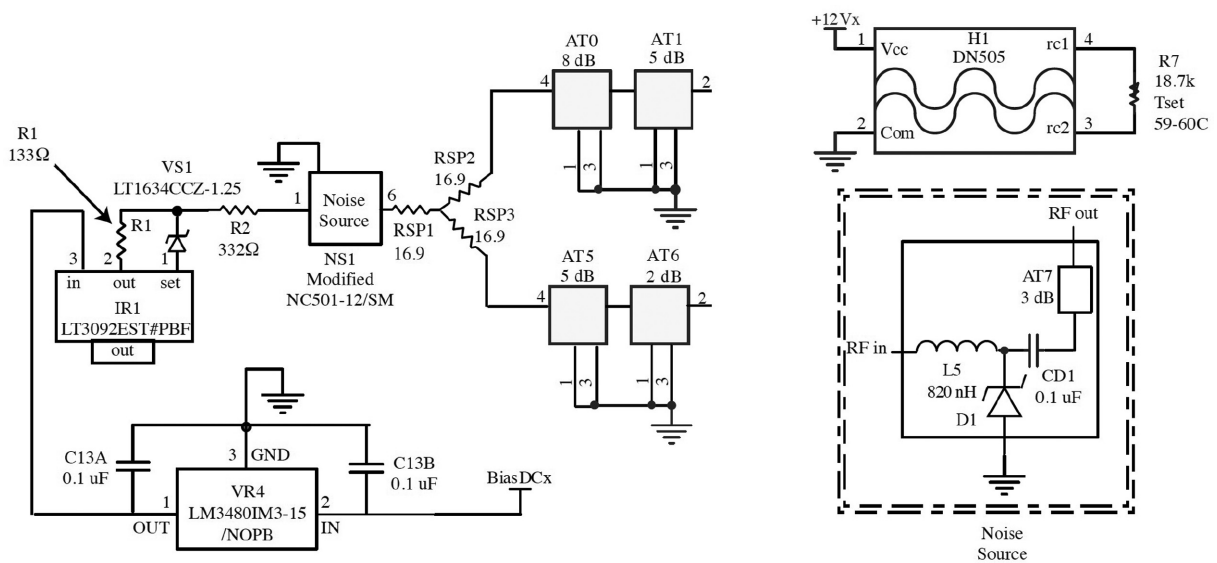 R1
133Ω
VS1
LT1634CCZ-1.25
R1
R2
332Ω
3
2
1
in
out
set
IR1
LT3092EST#PBF
out
1
Noise
Source
6
NS1
Modified
NC501-12/SM
RSP1
16.9
RSP2
16.9
RSP3
16.9
AT0
8 dB
AT1
5 dB
4
2
1
3
1
3
AT5
5 dB
AT6
2 dB
4
2
1
3
1
3
C13A
0.1 uF
3
GND
C13B
0.1 uF
1
OUT
VR4
LM3480IM3-15
/NOPB
2
IN
BiasDCx
+12Vx
1
Vcc
H1
DN505
rc1
4
2
Com
rc2
3
R7
18.7k
Tset
59-60C
RF out
AT7
3 dB
RF in
L5
820 nH
CD1
0.1 uF
D1
Noise
Source